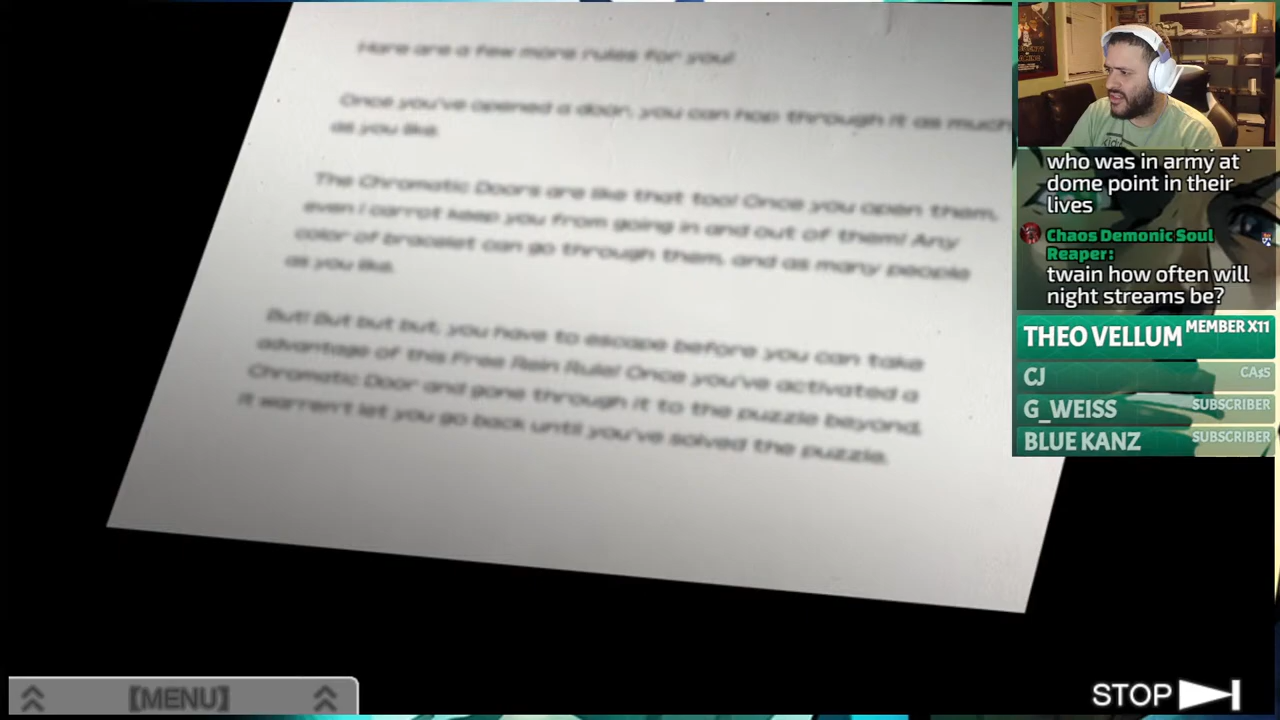 Hare are a few more rules for you!
Once you've opened a door, you can hop through it as much
as you like.
The Chromatic Doors are like that too! Once you open them,
even I carrot keep you from going in and out of them! Any
color of bracelet can go through them, and as many people
as you like.
But! But but but, you have to escape before you can take
advantage of this Free Rein Rule! Once you've activated a
Chromatic Door and gone through it to the puzzle beyond,
it warren't let you go back until you've solved the puzzle.
who was in army at
dome point in their
lives
Chaos Demonic Soul
Reaper:
twain how often will
night streams be?
THEO VELLUM MEMBER X11
CJ CA$5
G_WEISS SUBSCRIBER
BLUE KANZ SUBSCRIBER
[MENU]
STOP